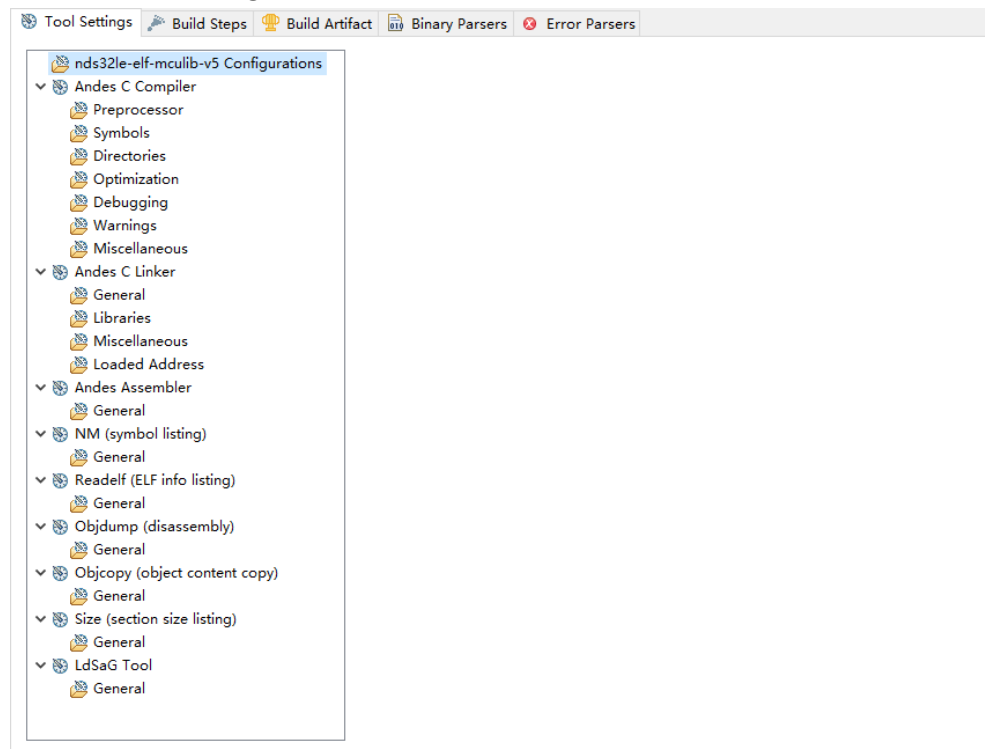 Tool Settings Build Steps Build Artifact Binary Parsers Error Parsers
nds32le-elf-mculib-v5 Configurations
Andes C Compiler
Preprocessor
Symbols
Directories
Optimization
Debugging
Warnings
Miscellaneous
Andes C Linker
General
Libraries
Miscellaneous
Loaded Address
Andes Assembler
General
NM (symbol listing)
General
Readelf (ELF info listing)
General
Objdump (disassembly)
General
Objcopy (object content copy)
General
Size (section size listing)
General
LdSaG Tool
General